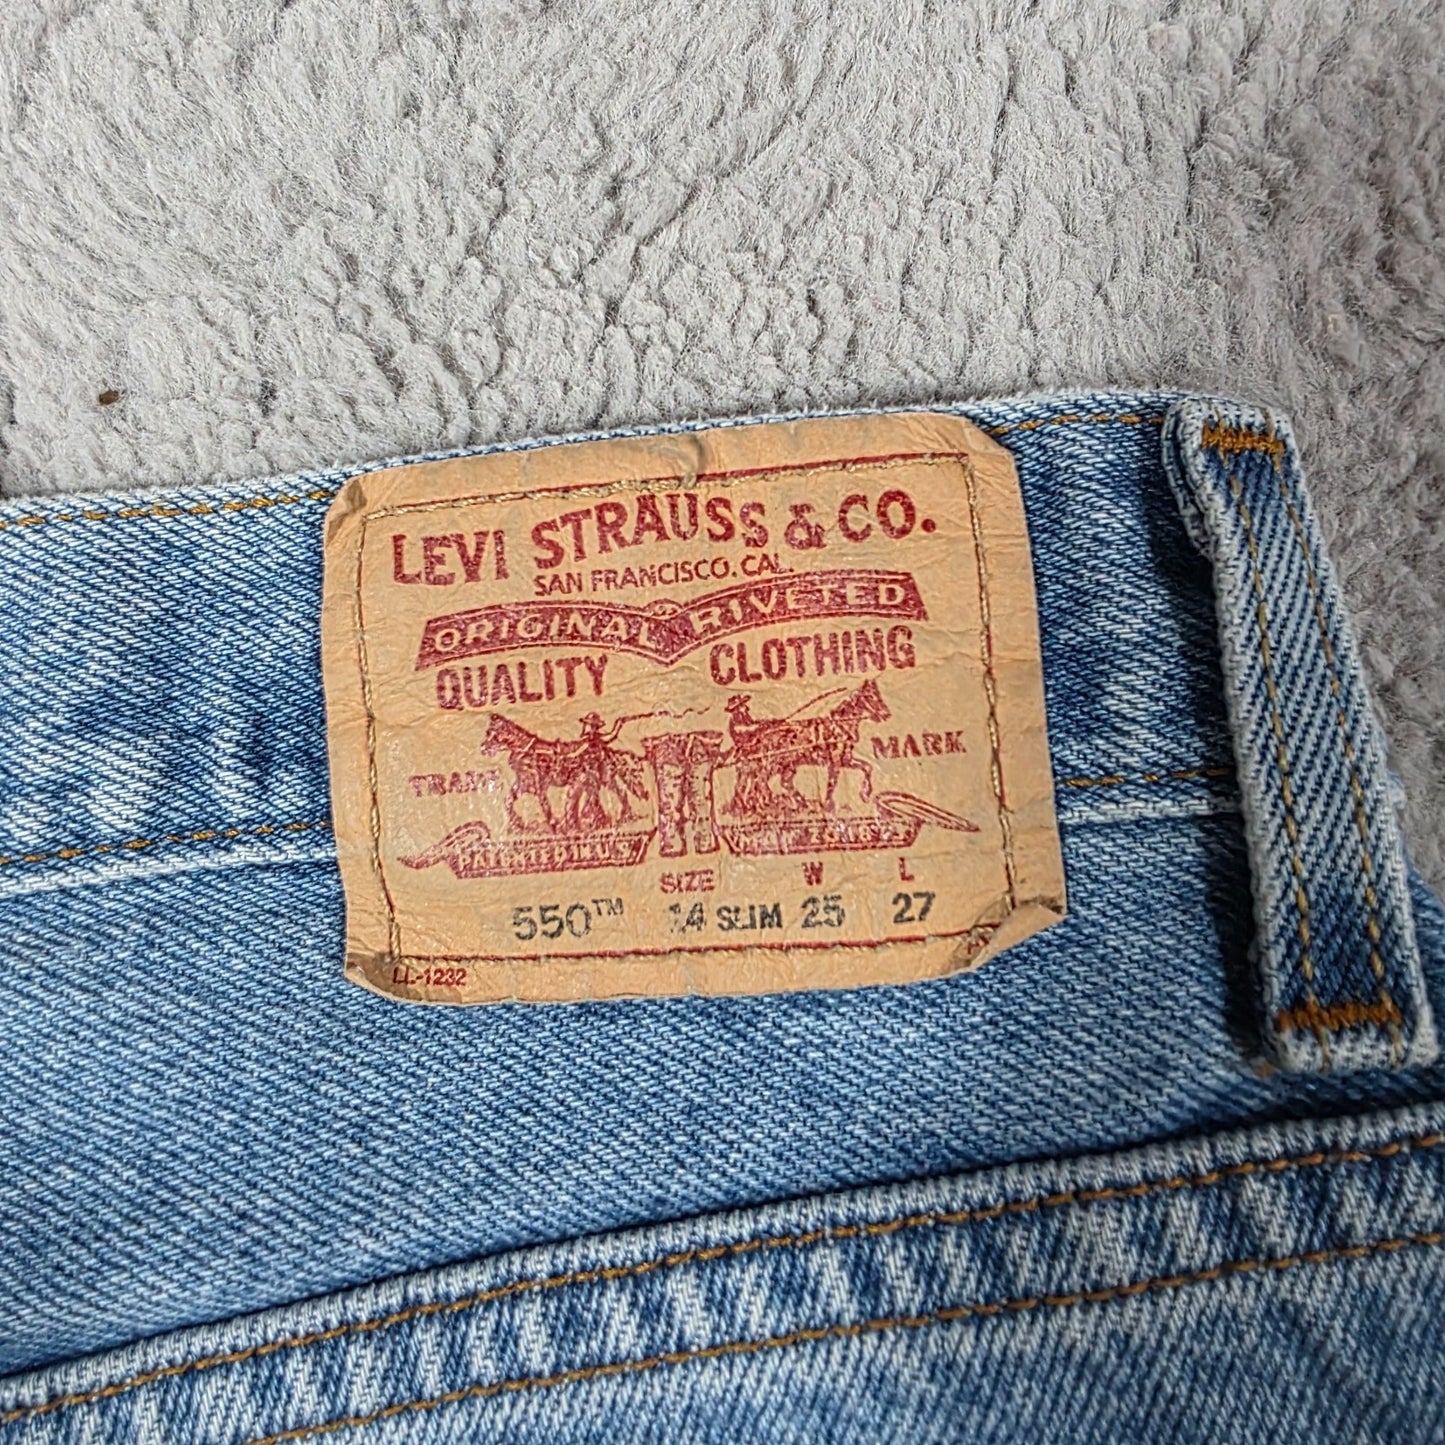 LEVI STRAUSS & CO.
SAN FRANCISCO, CAL.
ORIGINAL RIVETED
QUALITY CLOTHING
TRADE MARK
SIZE W L
550™ 14 SLIM 25 27
LL-1232